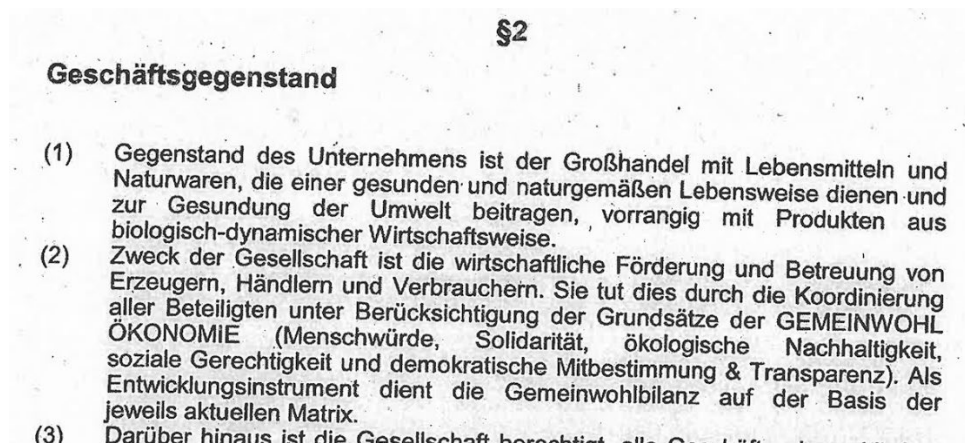 §2
Geschäftsgegenstand
(1) Gegenstand des Unternehmens ist der Großhandel mit Lebensmitteln und
Naturwaren, die einer gesunden und naturgemäßen Lebensweise dienen und
zur Gesundung der Umwelt beitragen, vorrangig mit Produkten aus
biologisch-dynamischer Wirtschaftsweise.
(2) Zweck der Gesellschaft ist die wirtschaftliche Förderung und Betreuung von
Erzeugern, Händlern und Verbrauchern. Sie tut dies durch die Koordinierung
aller Beteiligten unter Berücksichtigung der Grundsätze der GEMEINWOHL
ÖKONOMiE (Menschwürde, Solidarität, ökologische Nachhaltigkeit,
soziale Gerechtigkeit und demokratische Mitbestimmung & Transparenz). Als
Entwicklungsinstrument dient die Gemeinwohlbilanz auf der Basis der
jeweils aktuellen Matrix.
(3) Darüber hinaus ist die Gesellschaft berechtigt, alle